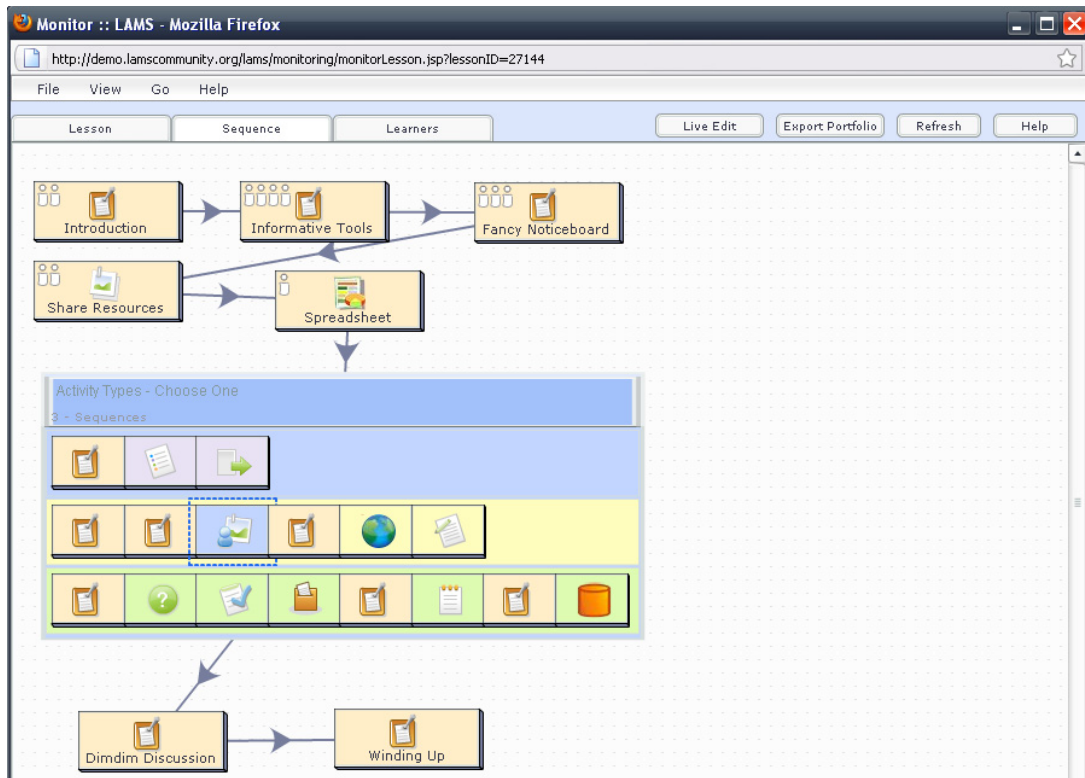 Monitor :: LAMS - Mozilla Firefox
http://demo.lamscommunity.org/lams/monitoring/monitorLesson.jsp?lessonID=27144
File View Go Help
Lesson Sequence Learners Live Edit Export Portfolio Refresh Help
Introduction Informative Tools Fancy Noticeboard
Share Resources Spreadsheet
Activity Types - Choose One
3 - Sequences
?
Dimdim Discussion Winding Up